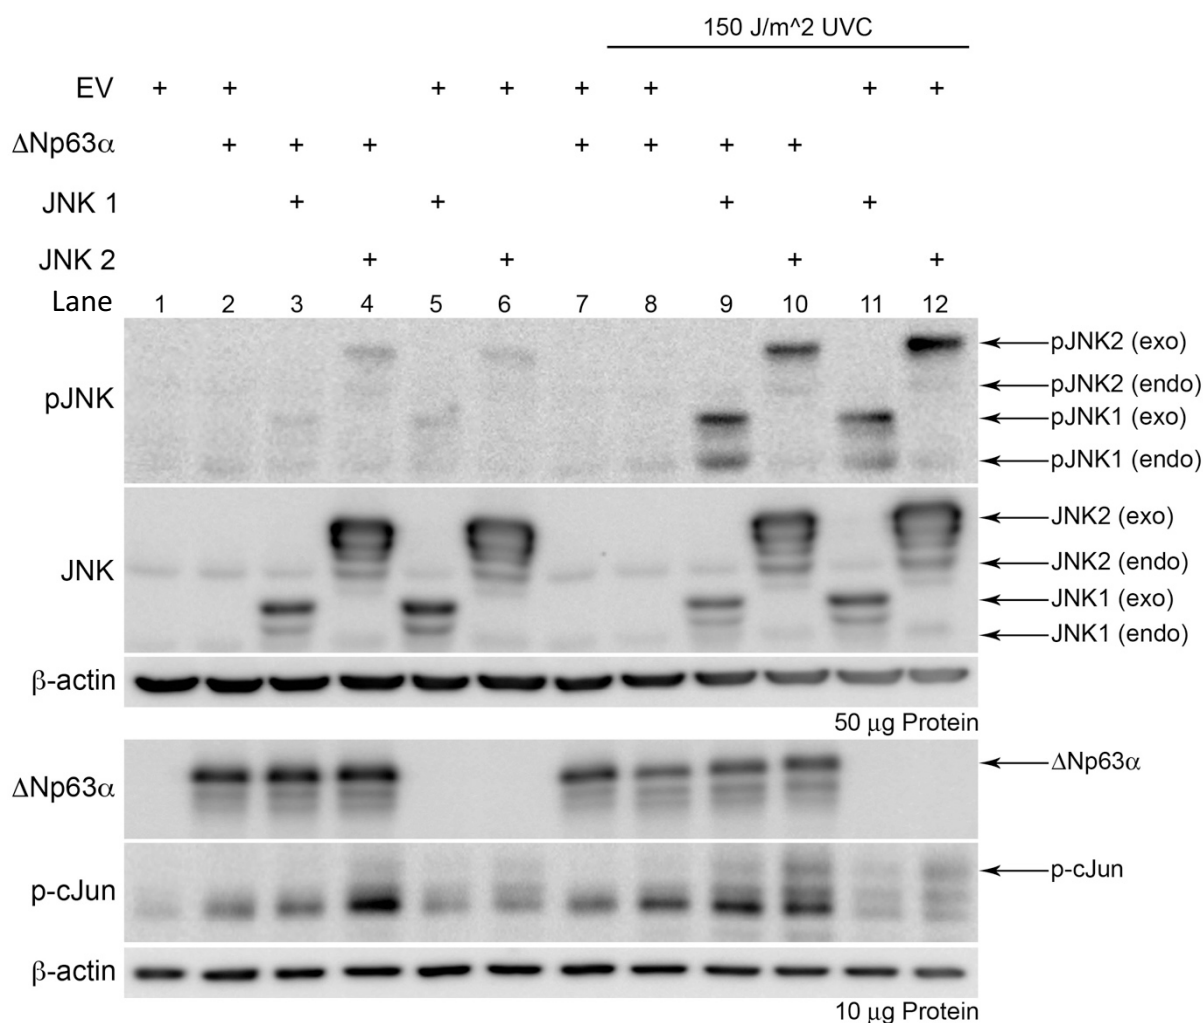 150 J/m^2 UVC
EV + + + + + + + +
ΔNp63α + + + + + + +
JNK 1 + + + +
JNK 2 + + + +
Lane 1 2 3 4 5 6 7 8 9 10 11 12
pJNK
pJNK2 (exo)
pJNK2 (endo)
pJNK1 (exo)
pJNK1 (endo)
JNK
JNK2 (exo)
JNK2 (endo)
JNK1 (exo)
JNK1 (endo)
β-actin
50 μg Protein
ΔNp63α
ΔNp63α
p-cJun
p-cJun
β-actin
10 μg Protein